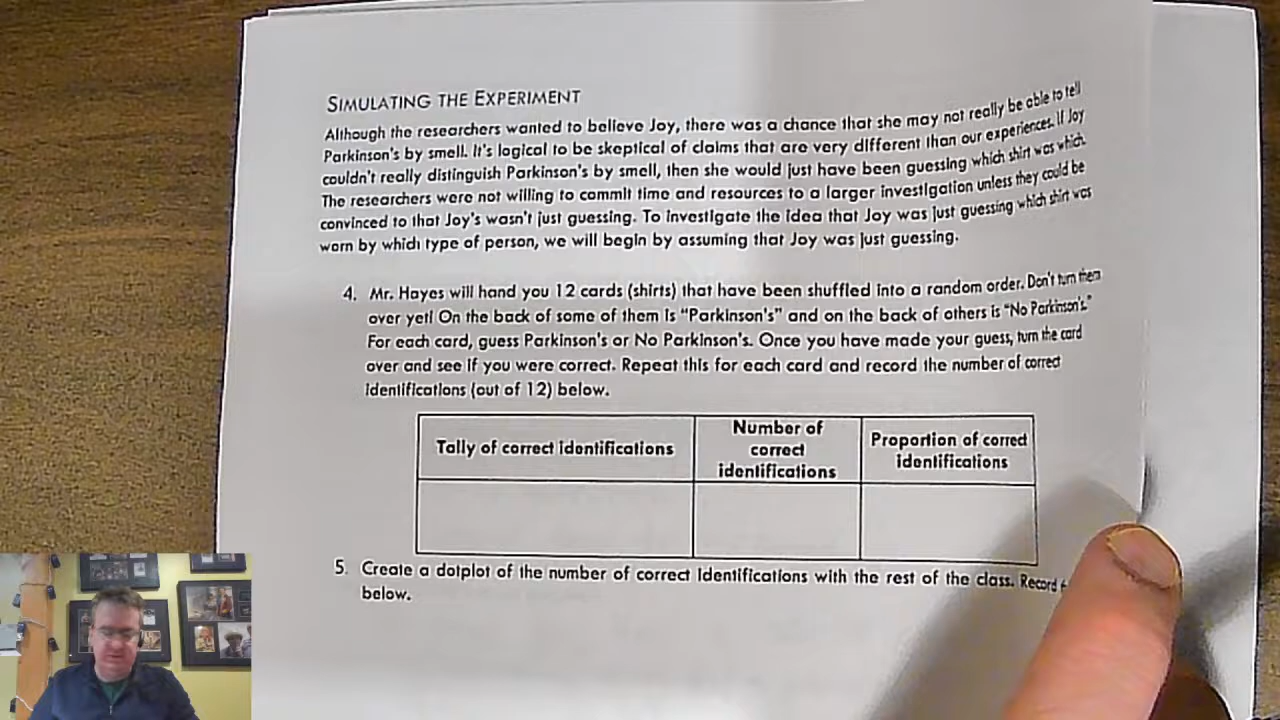 SIMULATING THE EXPERIMENT
Although the researchers wanted to believe Joy, there was a chance that she may not really be able to tell
Parkinson's by smell. It's logical to be skeptical of claims that are very different than our experiences. If Joy
couldn't really distinguish Parkinson's by smell, then she would just have been guessing which shirt was which.
The researchers were not willing to commit time and resources to a larger investigation unless they could be
convinced to that Joy's wasn't just guessing. To investigate the idea that Joy was just guessing which shirt was
worn by which type of person, we will begin by assuming that Joy was just guessing.
4. Mr. Hayes will hand you 12 cards (shirts) that have been shuffled into a random order. Don't turn them
over yet! On the back of some of them is "Parkinson's" and on the back of others is "No Parkinson's."
For each card, guess Parkinson's or No Parkinson's. Once you have made your guess, turn the card
over and see if you were correct. Repeat this for each card and record the number of correct
identifications (out of 12) below.
Tally of correct identifications
Number of
correct
identifications
Proportion of correct
identifications
5. Create a dotplot of the number of correct identifications with the rest of the class. Record
below.